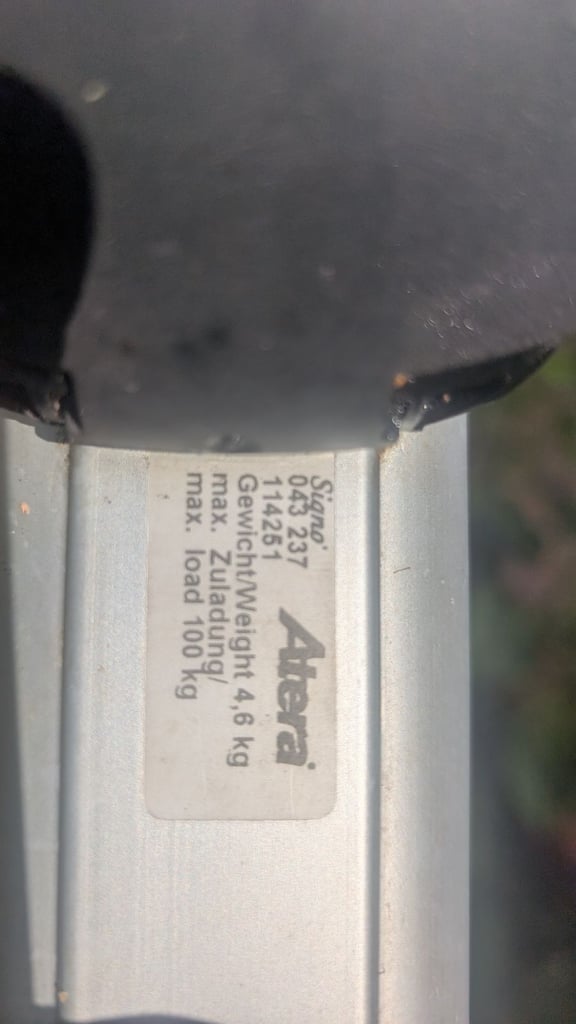 Signo
043 237
114251
Atera
Gewicht/Weight 4,6 kg
max. Zuladung/
max. load 100 kg